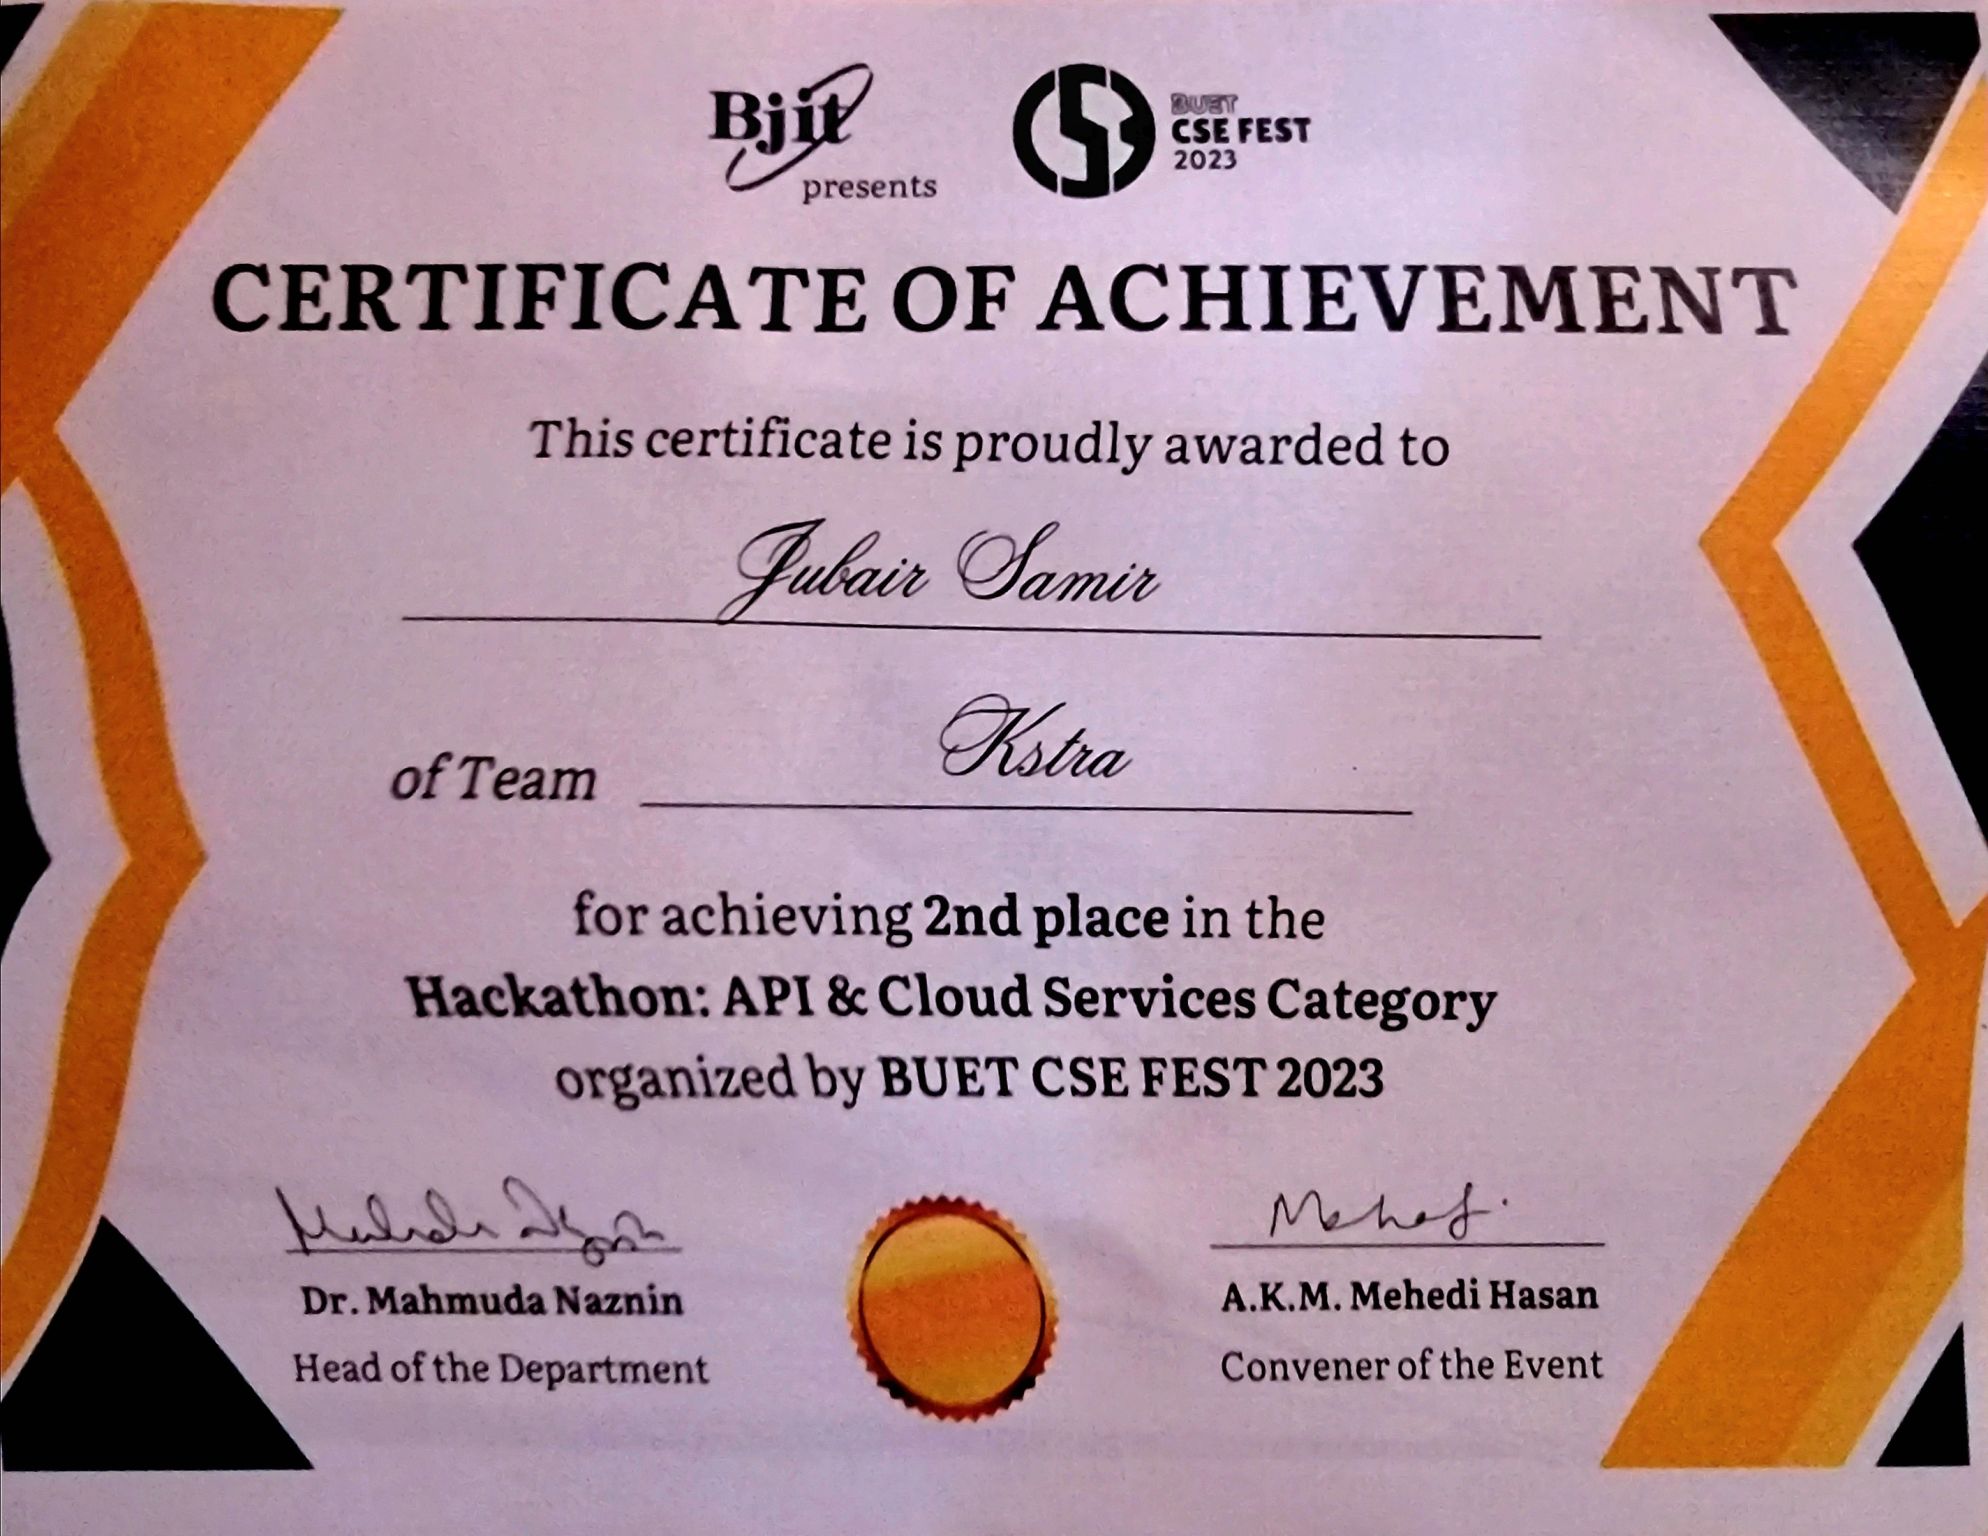 Bjit
presents
BUET
CSE FEST
2023
CERTIFICATE OF ACHIEVEMENT
This certificate is proudly awarded to
Jubair Samir
of Team Kstra
for achieving 2nd place in the
Hackathon: API & Cloud Services Category
organized by BUET CSE FEST 2023
Mehedi
Dr. Mahmuda Naznin
A.K.M. Mehedi Hasan
Head of the Department
Convener of the Event